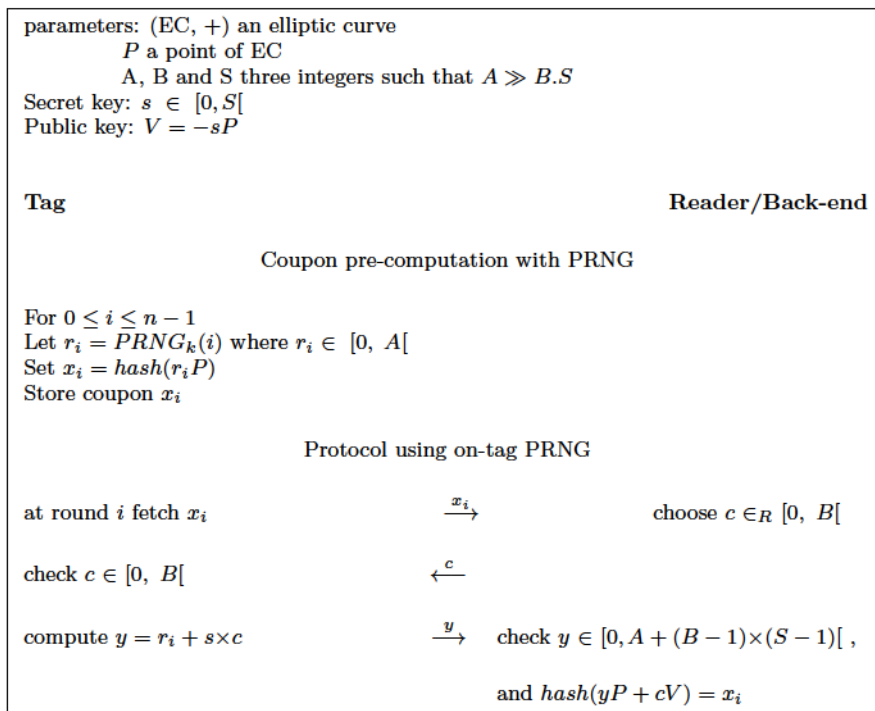 parameters: (EC, +) an elliptic curve
P a point of EC
A, B and S three integers such that A ≫ B.S
Secret key: s ∈ [0, S[
Public key: V = −sP
Tag Reader/Back-end
Coupon pre-computation with PRNG
For 0 ≤ i ≤ n − 1
Let r_i = PRNG_k(i) where r_i ∈ [0, A[
Set x_i = hash(r_iP)
Store coupon x_i
Protocol using on-tag PRNG
at round i fetch x_i —x_i→ choose c ∈_R [0, B[
check c ∈ [0, B[ ←c—
compute y = r_i + s×c —y→ check y ∈ [0, A + (B − 1)×(S − 1)[ ,
and hash(yP + cV) = x_i